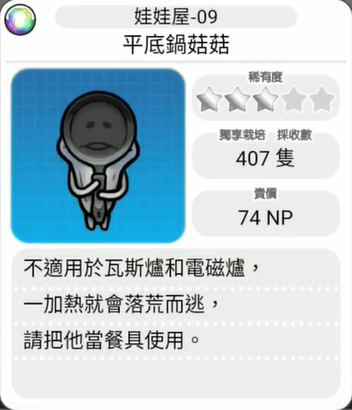 娃娃屋-09
平底鍋菇菇
稀有度
獨享栽培 採收數
407 隻
賣價
74 NP
不適用於瓦斯爐和電磁爐，
一加熱就會落荒而逃，
請把他當餐具使用。